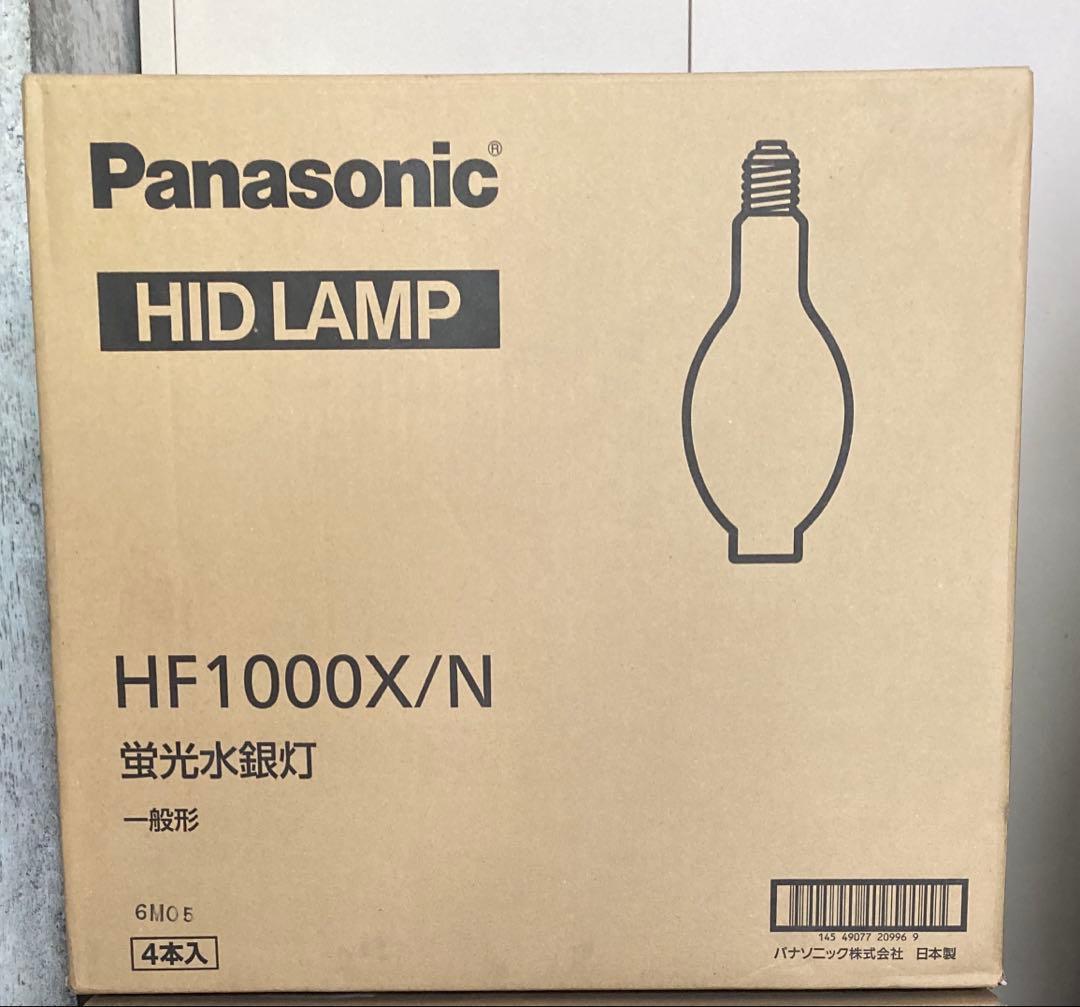 Panasonic®
HID LAMP
HF1000X/N
蛍光水銀灯
一般形
6M05
4本入
145 49077 20996 9
パナソニック株式会社 日本製